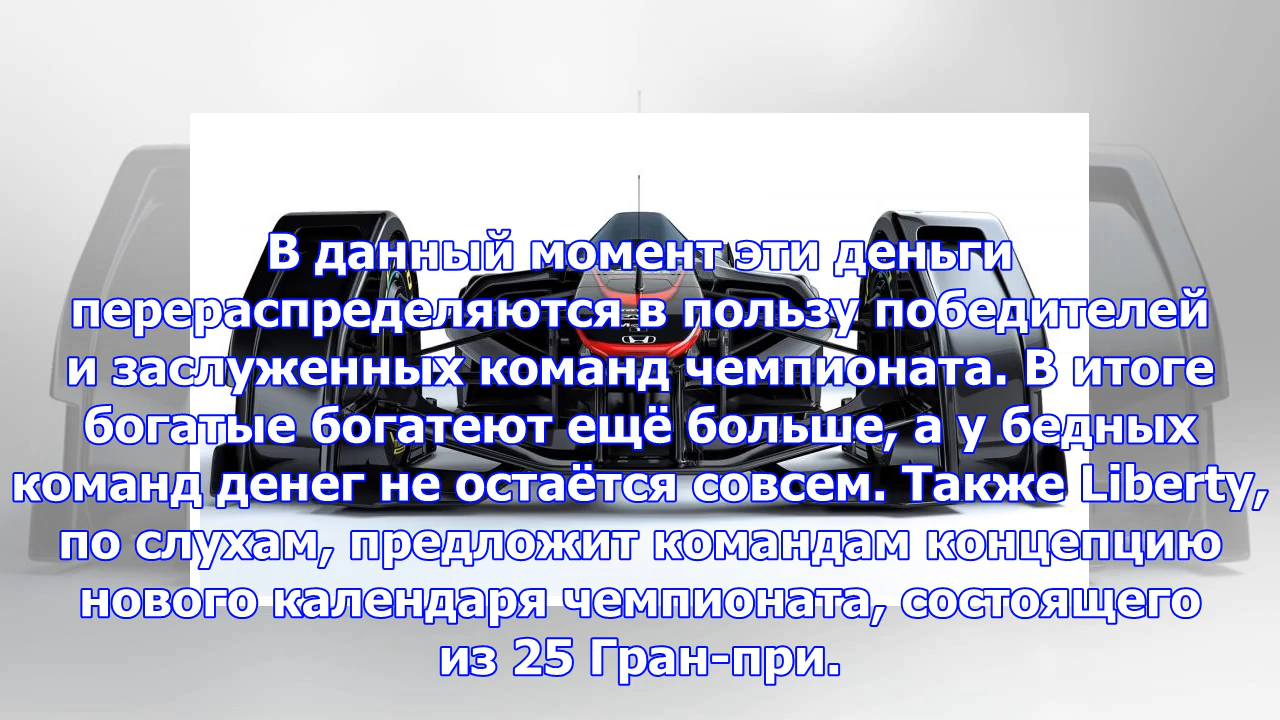 В данный момент эти деньги
перераспределяются в пользу победителей
и заслуженных команд чемпионата. В итоге
богатые богатеют ещё больше, а у бедных
команд денег не остаётся совсем. Также Liberty,
по слухам, предложит командам концепцию
нового календаря чемпионата, состоящего
из 25 Гран-при.